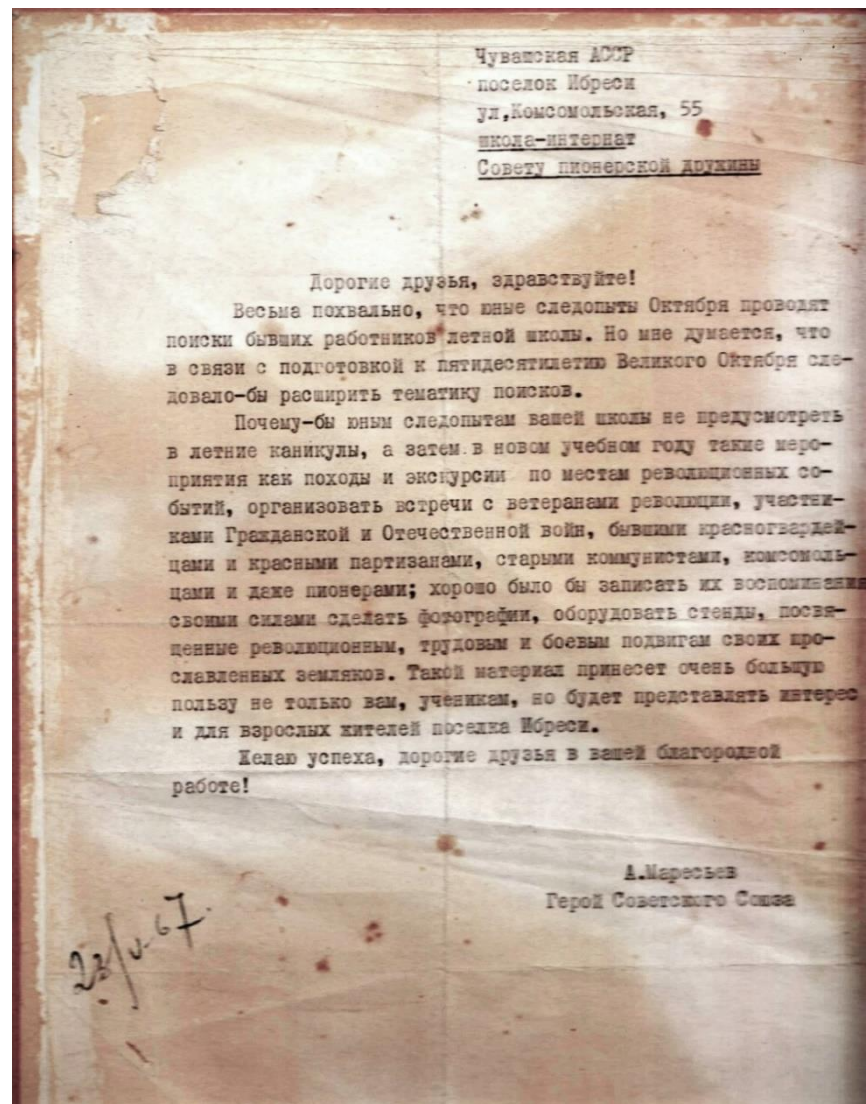 Чувашская АССР
поселок Ибреси
ул,Комсомольская, 55
школа-интернат
Совету пионерской дружины
Дорогие друзья, здравствуйте!
Весьма похвально, что юные следопыты Октября проводят
поиски бывших работников летной школы. Но мне думается, что
в связи с подготовкой к пятидесятилетию Великого Октября сле-
довало-бы расширить тематику поисков.
Почему-бы юным следопытам вашей школы не предусмотреть
в летние каникулы, а затем в новом учебном году такие меро-
приятия как походы и экскурсии по местам революционных со-
бытий, организовать встречи с ветеранами революции, участни-
ками Гражданской и Отечественной войн, бывшими красногвардей-
цами и красными партизанами, старыми коммунистами, комсомоль-
цами и даже пионерами; хорошо было бы записать их воспоминания
своими силами сделать фотографии, оборудовать стенды, посвя-
щенные революционным, трудовым и боевым подвигам своих про-
славленных земляков. Такой материал принесет очень большую
пользу не только вам, ученикам, но будет представлять интерес
и для взрослых жителей поселка Ибреси.
Желаю успеха, дорогие друзья в вашей благородной
работе!
А.Маресьев
Герой Советского Союза
23/V-67.